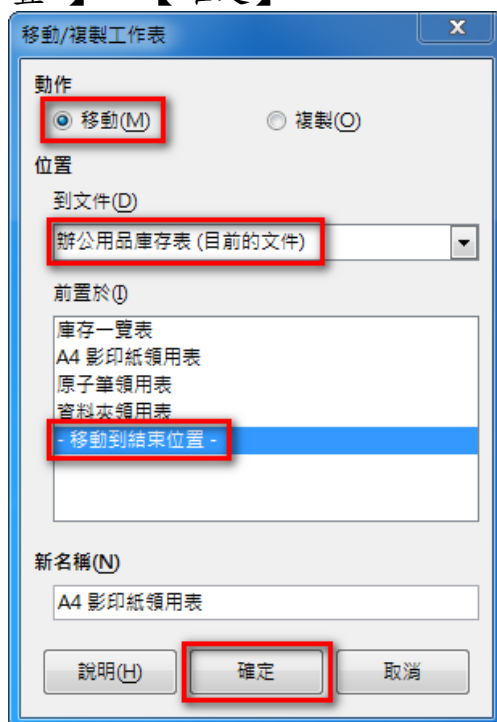 移動/複製工作表
動作
移動(M) 複製(O)
位置
到文件(D)
辦公用品庫存表 (目前的文件)
前置於(I)
庫存一覽表
A4 影印紙領用表
原子筆領用表
資料夾領用表
- 移動到結束位置 -
新名稱(N)
A4 影印紙領用表
說明(H) 確定 取消